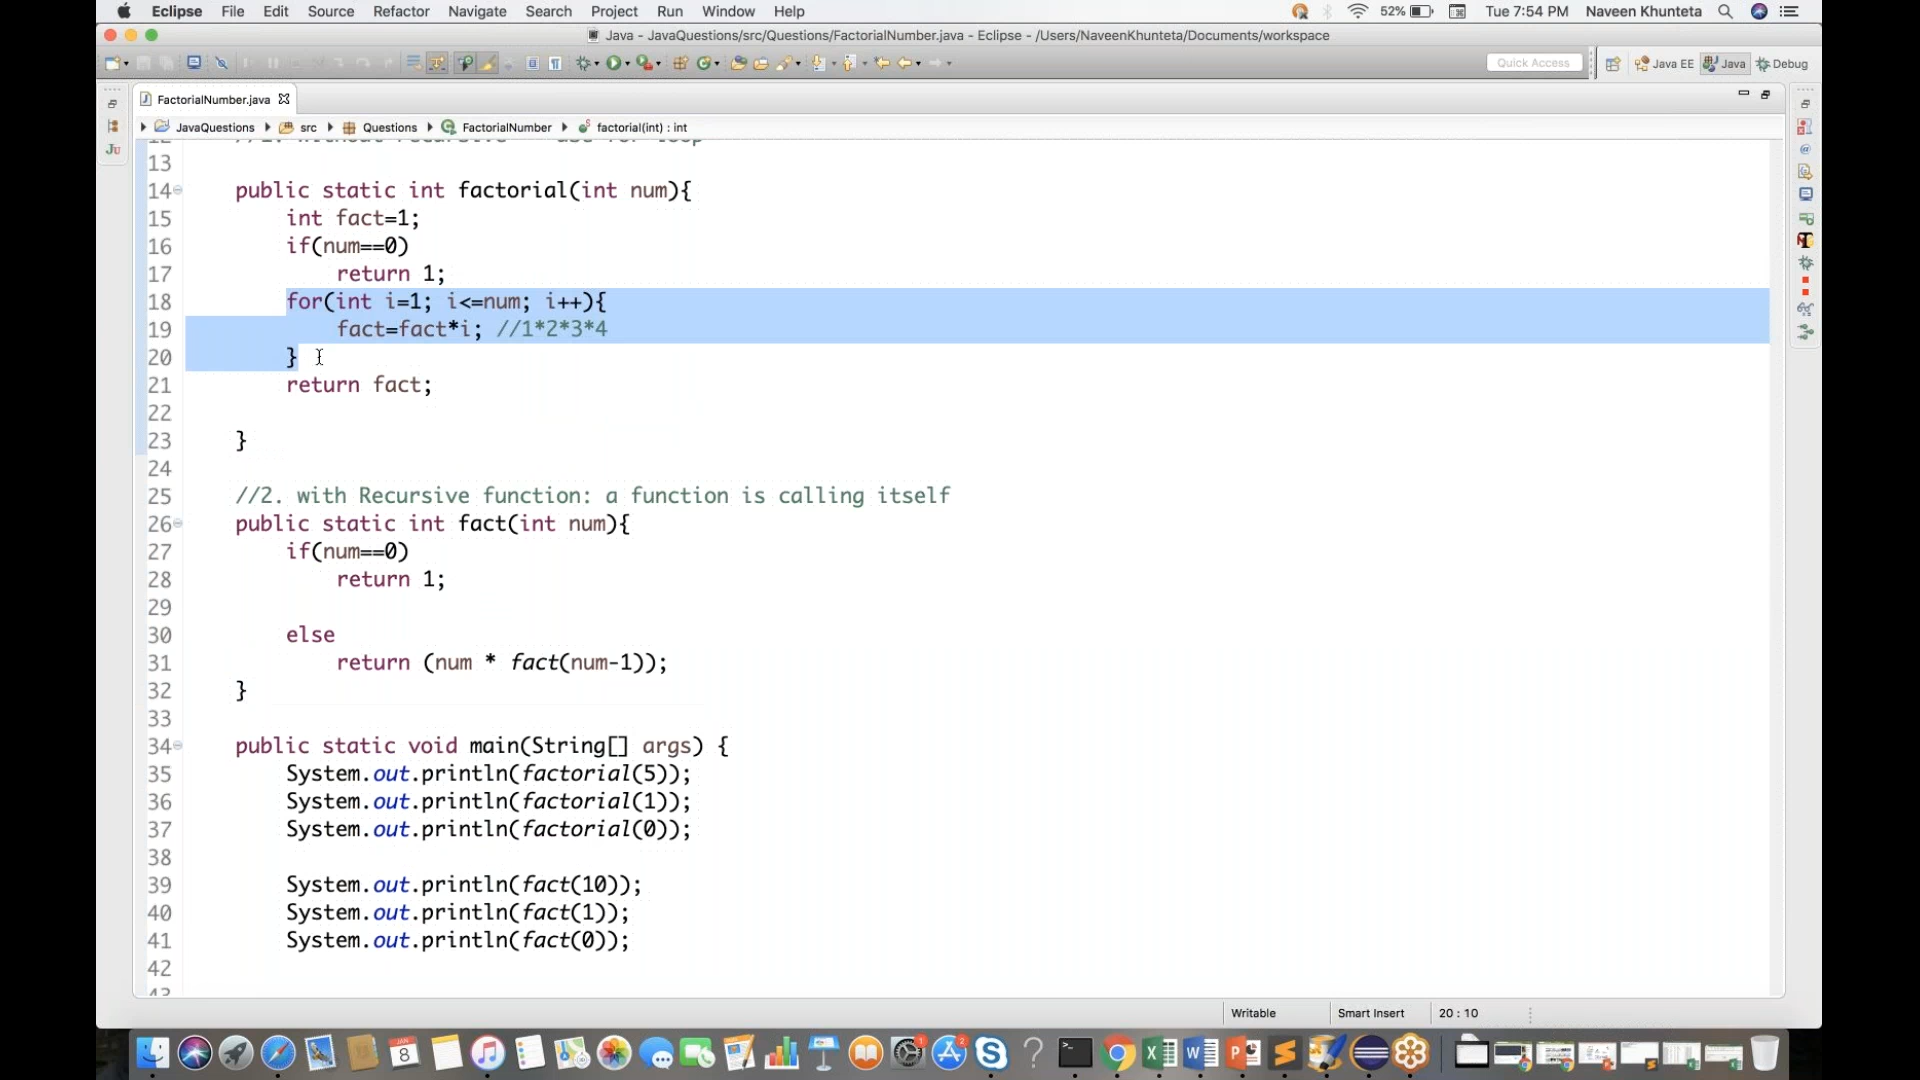 Eclipse File Edit Source Refactor Navigate Search Project Run Window Help 52% Tue 7:54 PM Naveen Khunteta
Java - JavaQuestions/src/Questions/FactorialNumber.java - Eclipse - /Users/NaveenKhunteta/Documents/workspace
Quick Access Java EE Java Debug
FactorialNumber.java
JavaQuestions src Questions FactorialNumber factorial(int) : int
13
14 public static int factorial(int num){
15 int fact=1;
16 if(num==0)
17 return 1;
18 for(int i=1; i<=num; i++){
19 fact=fact*i; //1*2*3*4
20 }
21 return fact;
22
23 }
24
25 //2. with Recursive function: a function is calling itself
26 public static int fact(int num){
27 if(num==0)
28 return 1;
29
30 else
31 return (num * fact(num-1));
32 }
33
34 public static void main(String[] args) {
35 System.out.println(factorial(5));
36 System.out.println(factorial(1));
37 System.out.println(factorial(0));
38
39 System.out.println(fact(10));
40 System.out.println(fact(1));
41 System.out.println(fact(0));
42
Writable Smart Insert 20 : 10